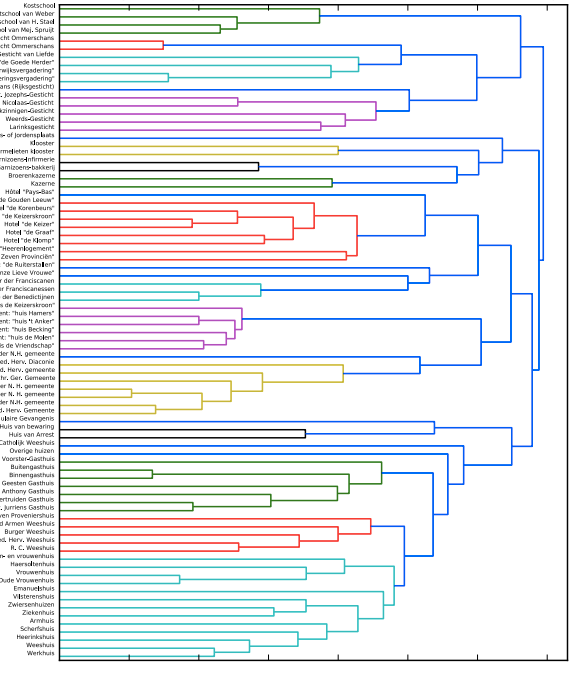 Kostschool
tschool van Weber
school van H. Stael
ool van Mej. Spruijt
cht Ommerschans
icht Ommerschans
Gesticht van Liefde
"de Goede Herder"
rwijksvergadering"
eringsvergadering"
ans (Rijksgesticht)
t. Jozephs-Gesticht
Nicolaas-Gesticht
kzinnigen-Gesticht
Weerds-Gesticht
Larinksgesticht
s- of Jordensplaats
Klooster
rmelieten klooster
rnizoens-Infirmerie
arnizoens-bakkerij
Broerenkazerne
Kazerne
Hôtel "Pays-Bas"
"de Gouden Leeuw"
el "de Korenbeurs"
"de Keizerskroon"
Hotel "de Keizer"
Hotel "de Graaf"
Hotel "de Klomp"
"Heerenlogement"
Zeven Provinciën"
: "de Ruiterstallen"
nze Lieve Vrouwe"
r der Franciscanen
er Franciscanessen
der Benedictijnen
s de Keizerskroon"
ent: "huis Hamers"
ent: "huis 't Anker"
ent: "huis Becking"
: "huis de Molen"
is de Vriendschap"
der N.H. gemeente
ed. Herv. Diaconie
d. Herv. gemeente
hr. Ger. Gemeente
er N. H. gemeente
der N. H. gemeente
der N.H. gemeente
d. Herv. Gemeente
ulaire Gevangenis
Huis van bewaring
Huis van Arrest
Catholijk Weeshuis
Overige huizen
Voorster-Gasthuis
Buitengasthuis
Binnengasthuis
Geesten Gasthuis
Anthony Gasthuis
ertruiden Gasthuis
. Jurriens Gasthuis
ven Proveniershuis
d Armen Weeshuis
Burger Weeshuis
ed. Herv. Weeshuis
R. C. Weeshuis
n- en vrouwenhuis
Haersoltenhuis
Vrouwenhuis
Oude Vrouwenhuis
Emanuelshuis
Vilsterenshuis
Zwiersenhuizen
Ziekenhuis
Armhuis
Scherfshuis
Heerinkshuis
Weeshuis
Werkhuis